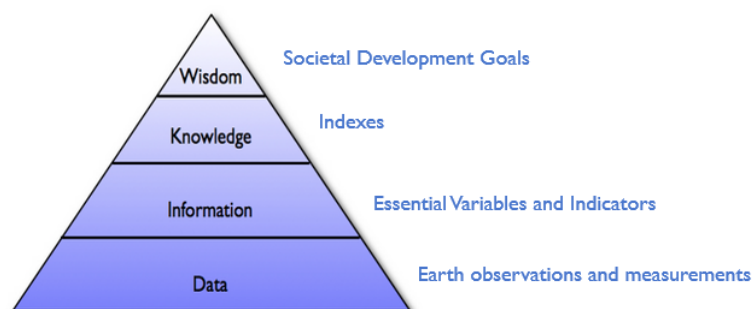 Wisdom
Societal Development Goals
Knowledge
Indexes
Information
Essential Variables and Indicators
Data
Earth observations and measurements